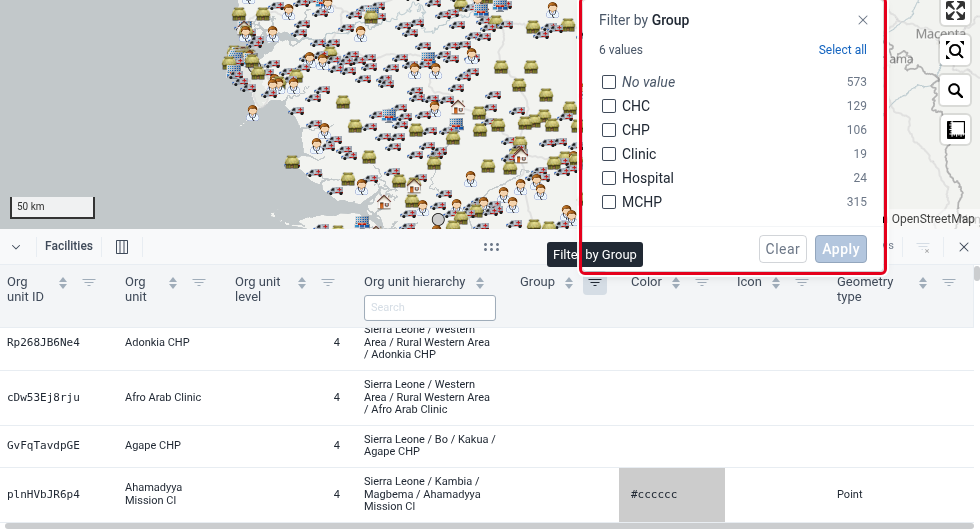 Filter by Group
6 values
Select all
No value 573
CHC 129
CHP 106
Clinic 19
Hospital 24
MCHP 315
Clear
Apply
Macenta
ama
50 km
OpenStreetMap
Facilities
s
Filter by Group
Org unit ID
Org unit
Org unit level
Org unit hierarchy
Search
Group
Color
Icon
Geometry type
Rp268JB6Ne4
Adonkia CHP
4
Sierra Leone / Western
Area / Rural Western Area
/ Adonkia CHP
cDw53Ej8rju
Afro Arab Clinic
4
Sierra Leone / Western
Area / Rural Western Area
/ Afro Arab Clinic
GvFqTavdpGE
Agape CHP
4
Sierra Leone / Bo / Kakua /
Agape CHP
plnHVbJR6p4
Ahamadyya
Mission Cl
4
Sierra Leone / Kambia /
Magbema / Ahamadyya
Mission Cl
#cccccc
Point